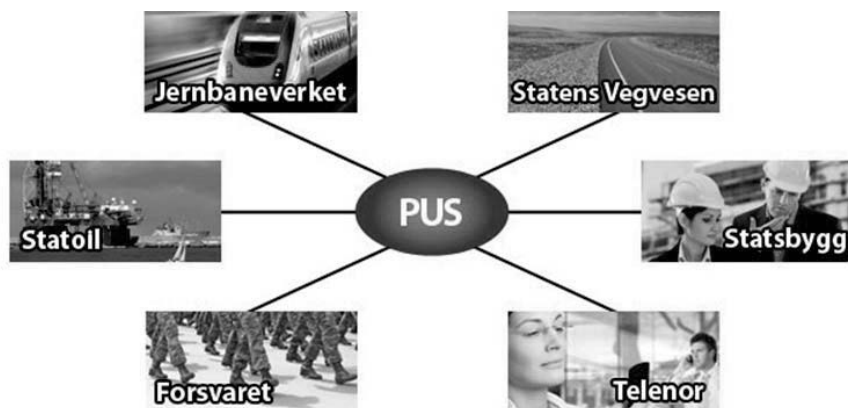 Jernbaneverket
Statens Vegvesen
Statoil
PUS
Statsbygg
Forsvaret
Telenor